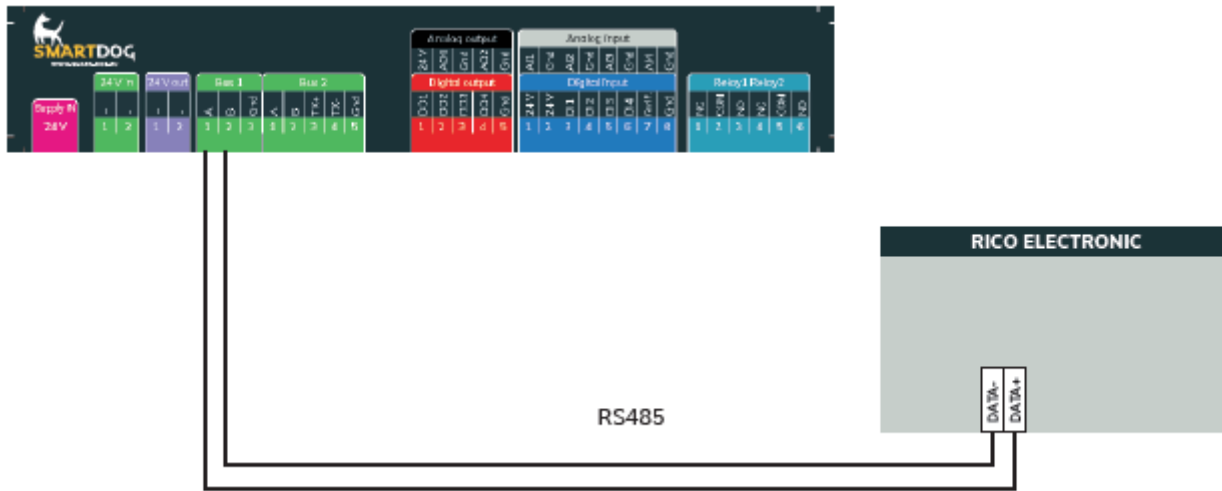 SMARTDOG
Analog output
Analog Input
24 V AO1 Gnd AO2 Gnd
AI1 Gnd AI2 Gnd AI3 Gnd AI4 Gnd
24 V in
24 V out
Bus 1
Bus 2
Digital output
Digital Input
Relay1 Relay2
Supply IN
A B Gnd
A B TX+ TX- Gnd
DO1 DO2 DO3 DO4 Gnd
24 V 24 V DI1 DI2 DI3 DI4 Gnd
NC COM NO NC COM NO
24 V
1 2
1 2
1 2 3
1 2 3 4 5
1 2 3 4 5
1 2 3 4 5 6 7 8
1 2 3 4 5 6
RICO ELECTRONIC
DATA-
DATA+
RS485